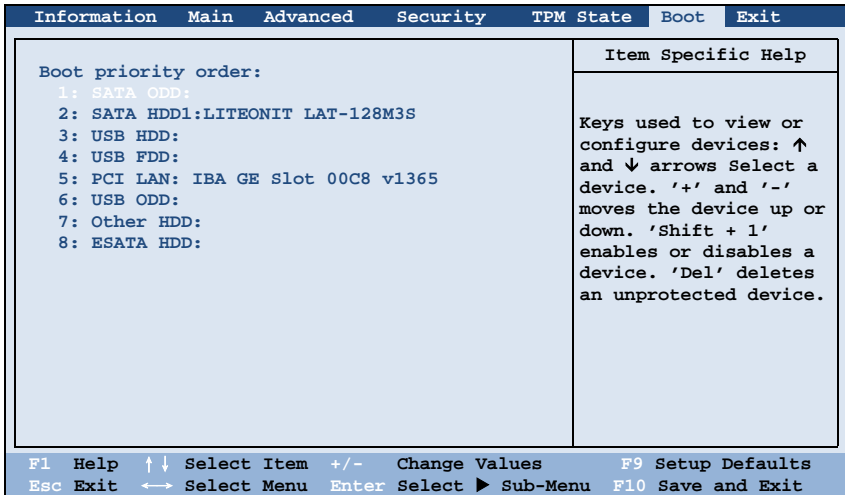 Information Main Advanced Security TPM State Boot Exit
Boot priority order:
1: SATA ODD:
2: SATA HDD1:LITEONIT LAT-128M3S
3: USB HDD:
4: USB FDD:
5: PCI LAN: IBA GE Slot 00C8 v1365
6: USB ODD:
7: Other HDD:
8: ESATA HDD:
Item Specific Help
Keys used to view or
configure devices: ↑
and ↓ arrows Select a
device. '+' and '-'
moves the device up or
down. 'Shift + 1'
enables or disables a
device. 'Del' deletes
an unprotected device.
F1 Help ↑↓ Select Item +/- Change Values F9 Setup Defaults
Esc Exit ←→ Select Menu Enter Select ▶ Sub-Menu F10 Save and Exit